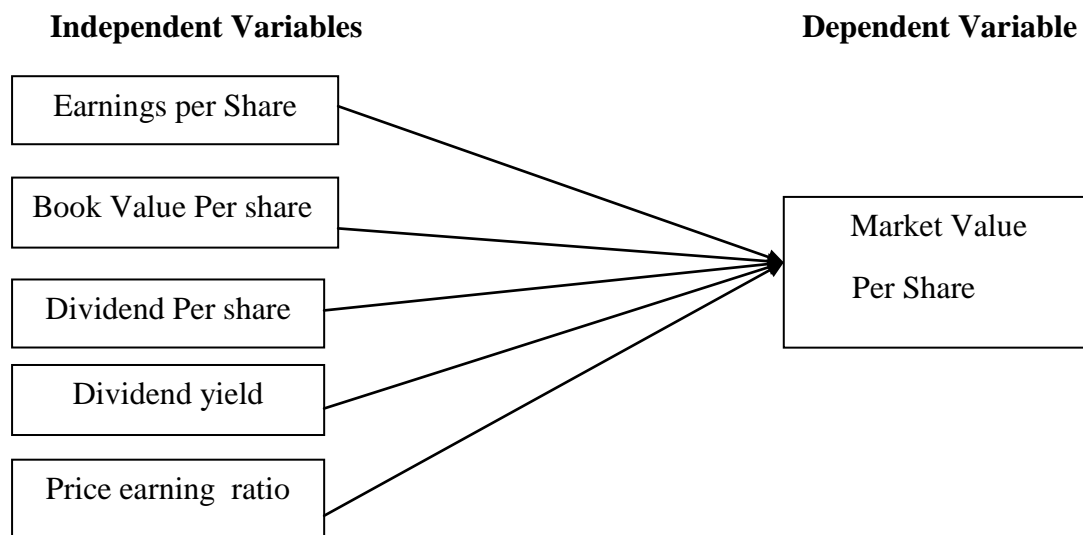 Independent Variables
Dependent Variable
Earnings per Share
Book Value Per share
Dividend Per share
Dividend yield
Price earning ratio
Market Value
Per Share